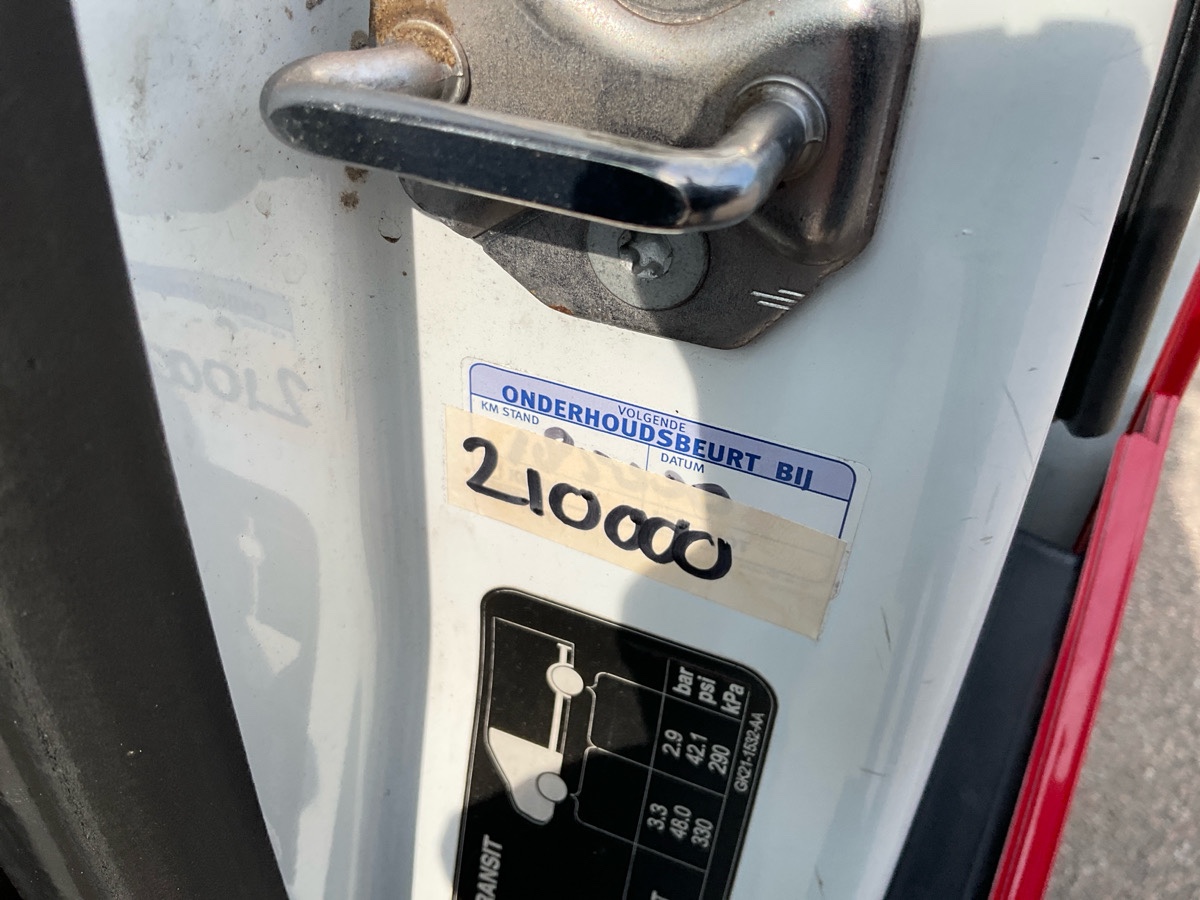 VOLGENDE
ONDERHOUDSBEURT BIJ
KM STAND
DATUM
210000
bar
psi
kPa
2.9
42.1
290
3.3
48.0
330
GK21-1532-AA